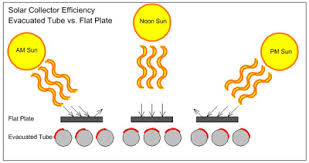 Solar Collector Efficiency
Evacuated Tube vs. Flat Plate
Noon Sun
AM Sun
PM Sun
Flat Plate
Evacuated Tube